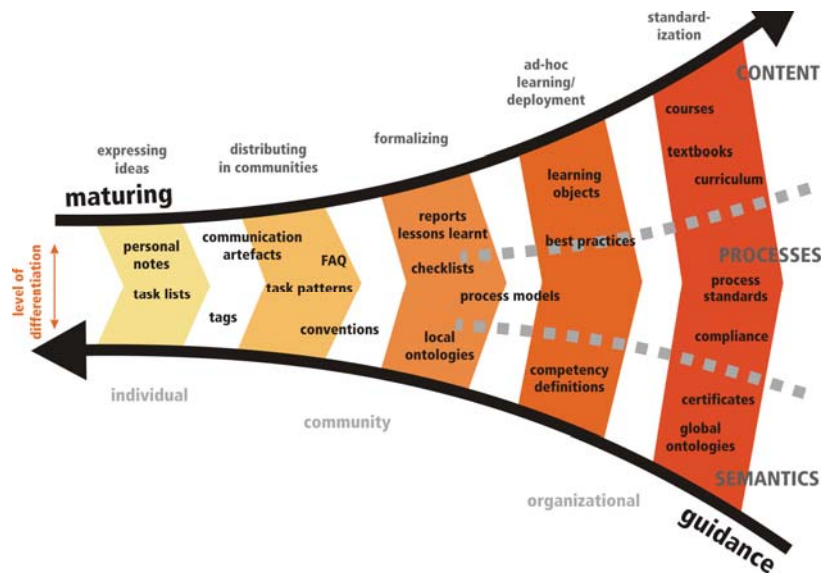 standard-
ization
CONTENT
ad-hoc
learning/
deployment
courses
formalizing
distributing
in communities
expressing
ideas
textbooks
curriculum
learning
objects
maturing
reports
lessons learnt
communication
artefacts
personal
notes
FAQ
best practices
PROCESSES
checklists
level of
differentiation
task lists
task patterns
process models
process
standards
tags
conventions
local
ontologies
compliance
competency
definitions
individual
certificates
community
global
ontologies
SEMANTICS
organizational
guidance